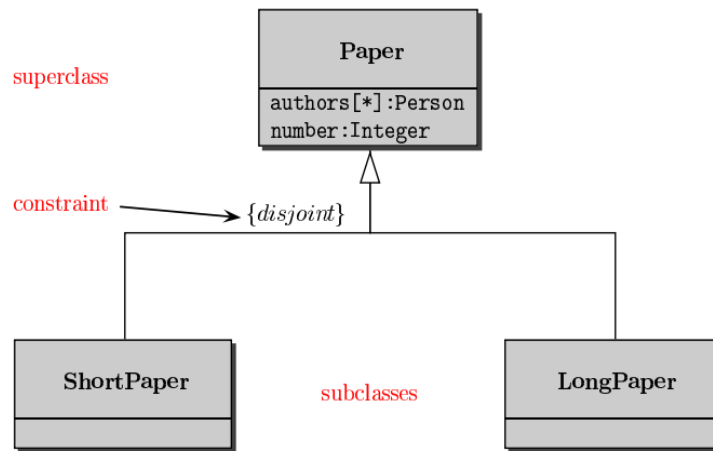 Paper
superclass
authors[*]:Person
number:Integer
constraint
{disjoint}
ShortPaper
LongPaper
subclasses